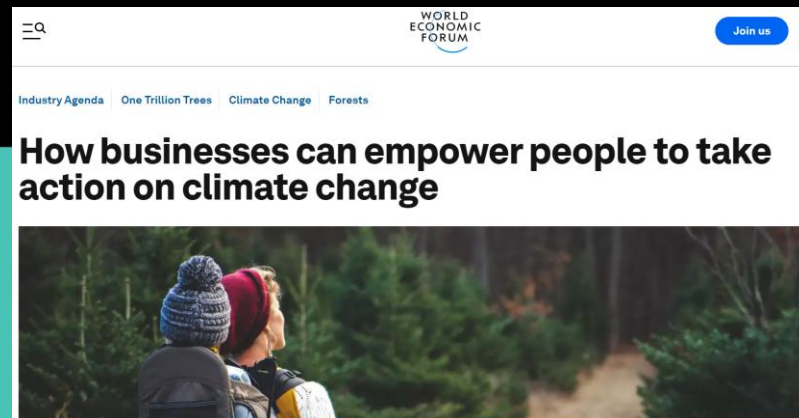 WORLD
ECONOMIC
FORUM
Join us
Industry Agenda One Trillion Trees Climate Change Forests
How businesses can empower people to take
action on climate change